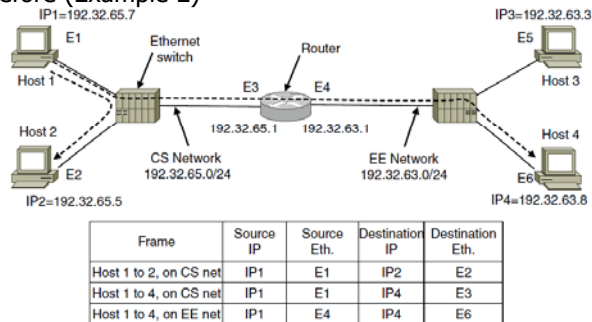 IP1=192.32.65.7
IP3=192.32.63.3
E1
Ethernet
switch
Router
E5
Host 1
E3
E4
Host 3
Host 2
192.32.65.1
192.32.63.1
Host 4
CS Network
192.32.65.0/24
EE Network
192.32.63.0/24
E2
E6
IP2=192.32.65.5
IP4=192.32.63.8
Frame
Source
IP
Source
Eth.
Destination
IP
Destination
Eth.
Host 1 to 2, on CS net IP1 E1 IP2 E2
Host 1 to 4, on CS net IP1 E1 IP4 E3
Host 1 to 4, on EE net IP1 E4 IP4 E6